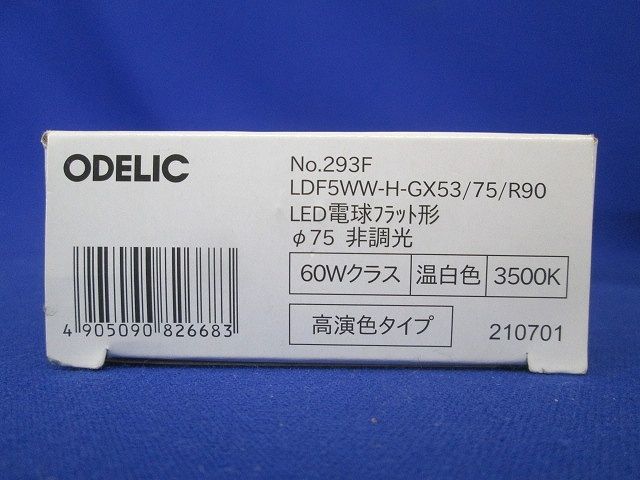 ODELIC
No.293F
LDF5WW-H-GX53/75/R90
LED電球ﾌﾗｯﾄ形
φ75 非調光
60Wクラス 温白色 3500K
高演色タイプ
4 905090 826683
210701